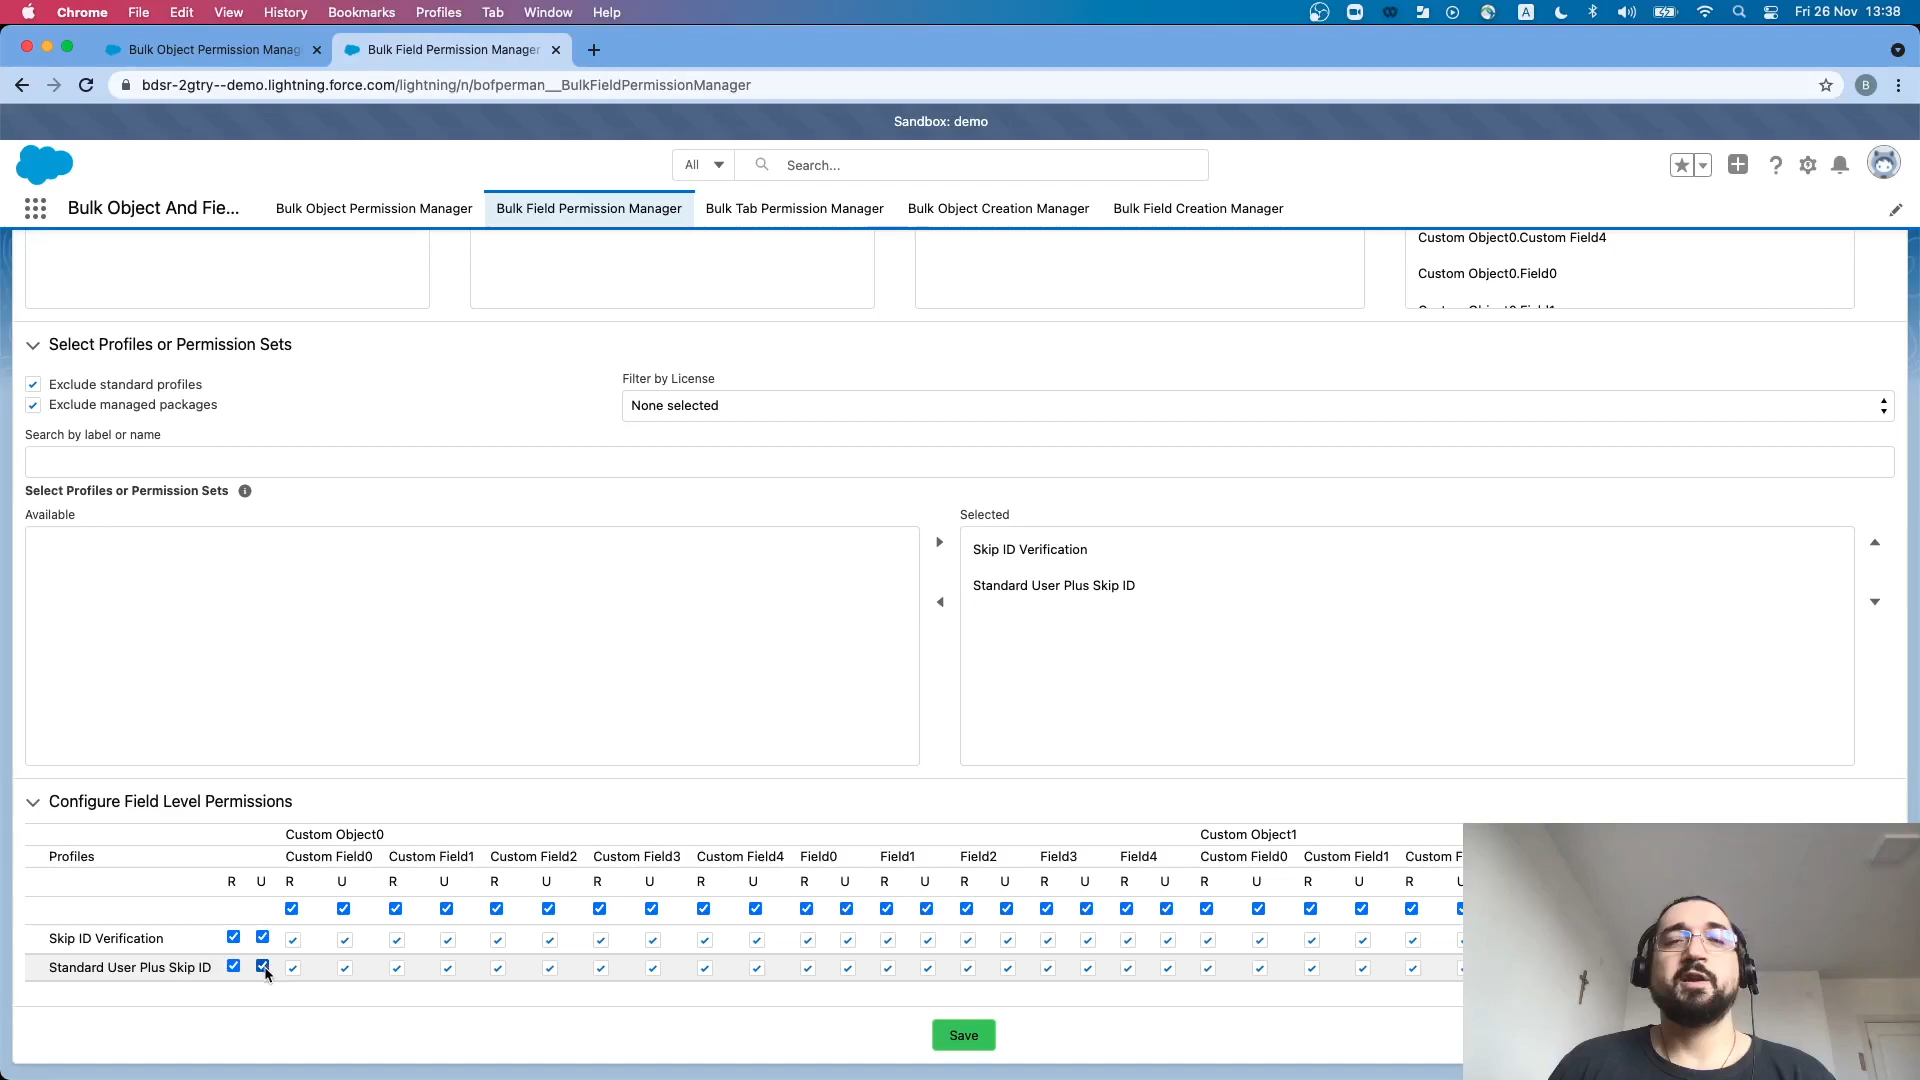 Chrome File Edit View History Bookmarks Profiles Tab Window Help
A Fri 26 Nov 13:38
Bulk Object Permission Manag
Bulk Field Permission Manager
bdsr-2gtry--demo.lightning.force.com/lightning/n/bofperman__BulkFieldPermissionManager
B
Sandbox: demo
All Search...
Bulk Object And Fie... Bulk Object Permission Manager Bulk Field Permission Manager Bulk Tab Permission Manager Bulk Object Creation Manager Bulk Field Creation Manager
Custom Object0.Custom Field4
Custom Object0.Field0
Select Profiles or Permission Sets
Exclude standard profiles
Exclude managed packages
Filter by License
None selected
Search by label or name
Select Profiles or Permission Sets
Available
Selected
Skip ID Verification
Standard User Plus Skip ID
Configure Field Level Permissions
Custom Object0 Custom Object1
Profiles Custom Field0 Custom Field1 Custom Field2 Custom Field3 Custom Field4 Field0 Field1 Field2 Field3 Field4 Custom Field0 Custom Field1 Custom F
R U R U R U R U R U R U R U R U R U R U R U R U R U R U
Skip ID Verification
Standard User Plus Skip ID
Save